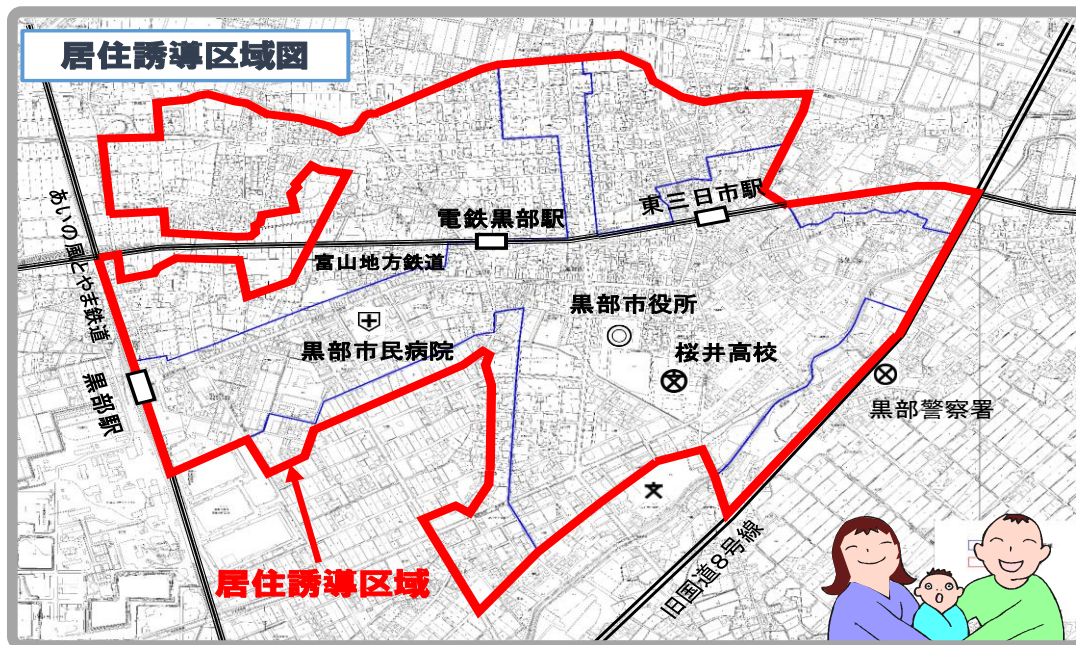 居住誘導区域図
あいの風とやま鉄道
電鉄黒部駅
東三日市駅
富山地方鉄道
黒部市役所
黒部市民病院
桜井高校
黒部駅
黒部警察署
居住誘導区域
旧国道8号線